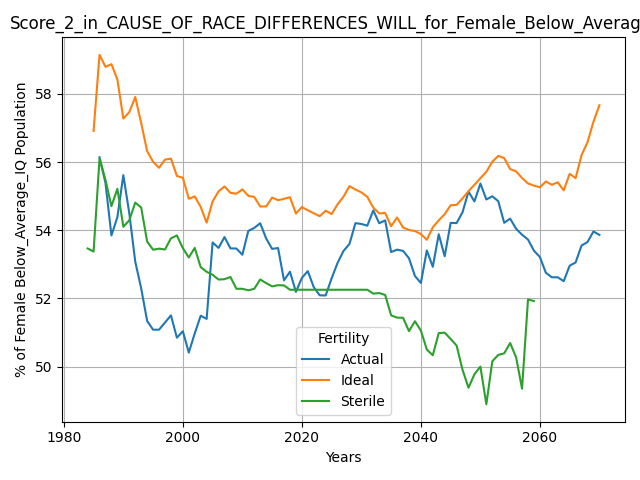 Score_2_in_CAUSE_OF_RACE_DIFFERENCES_WILL_for_Female_Below_Averag
% of Female Below_Average_IQ Population
58
56
54
52
50
1980
2000
2020
2040
2060
Years
Fertility
Actual
Ideal
Sterile